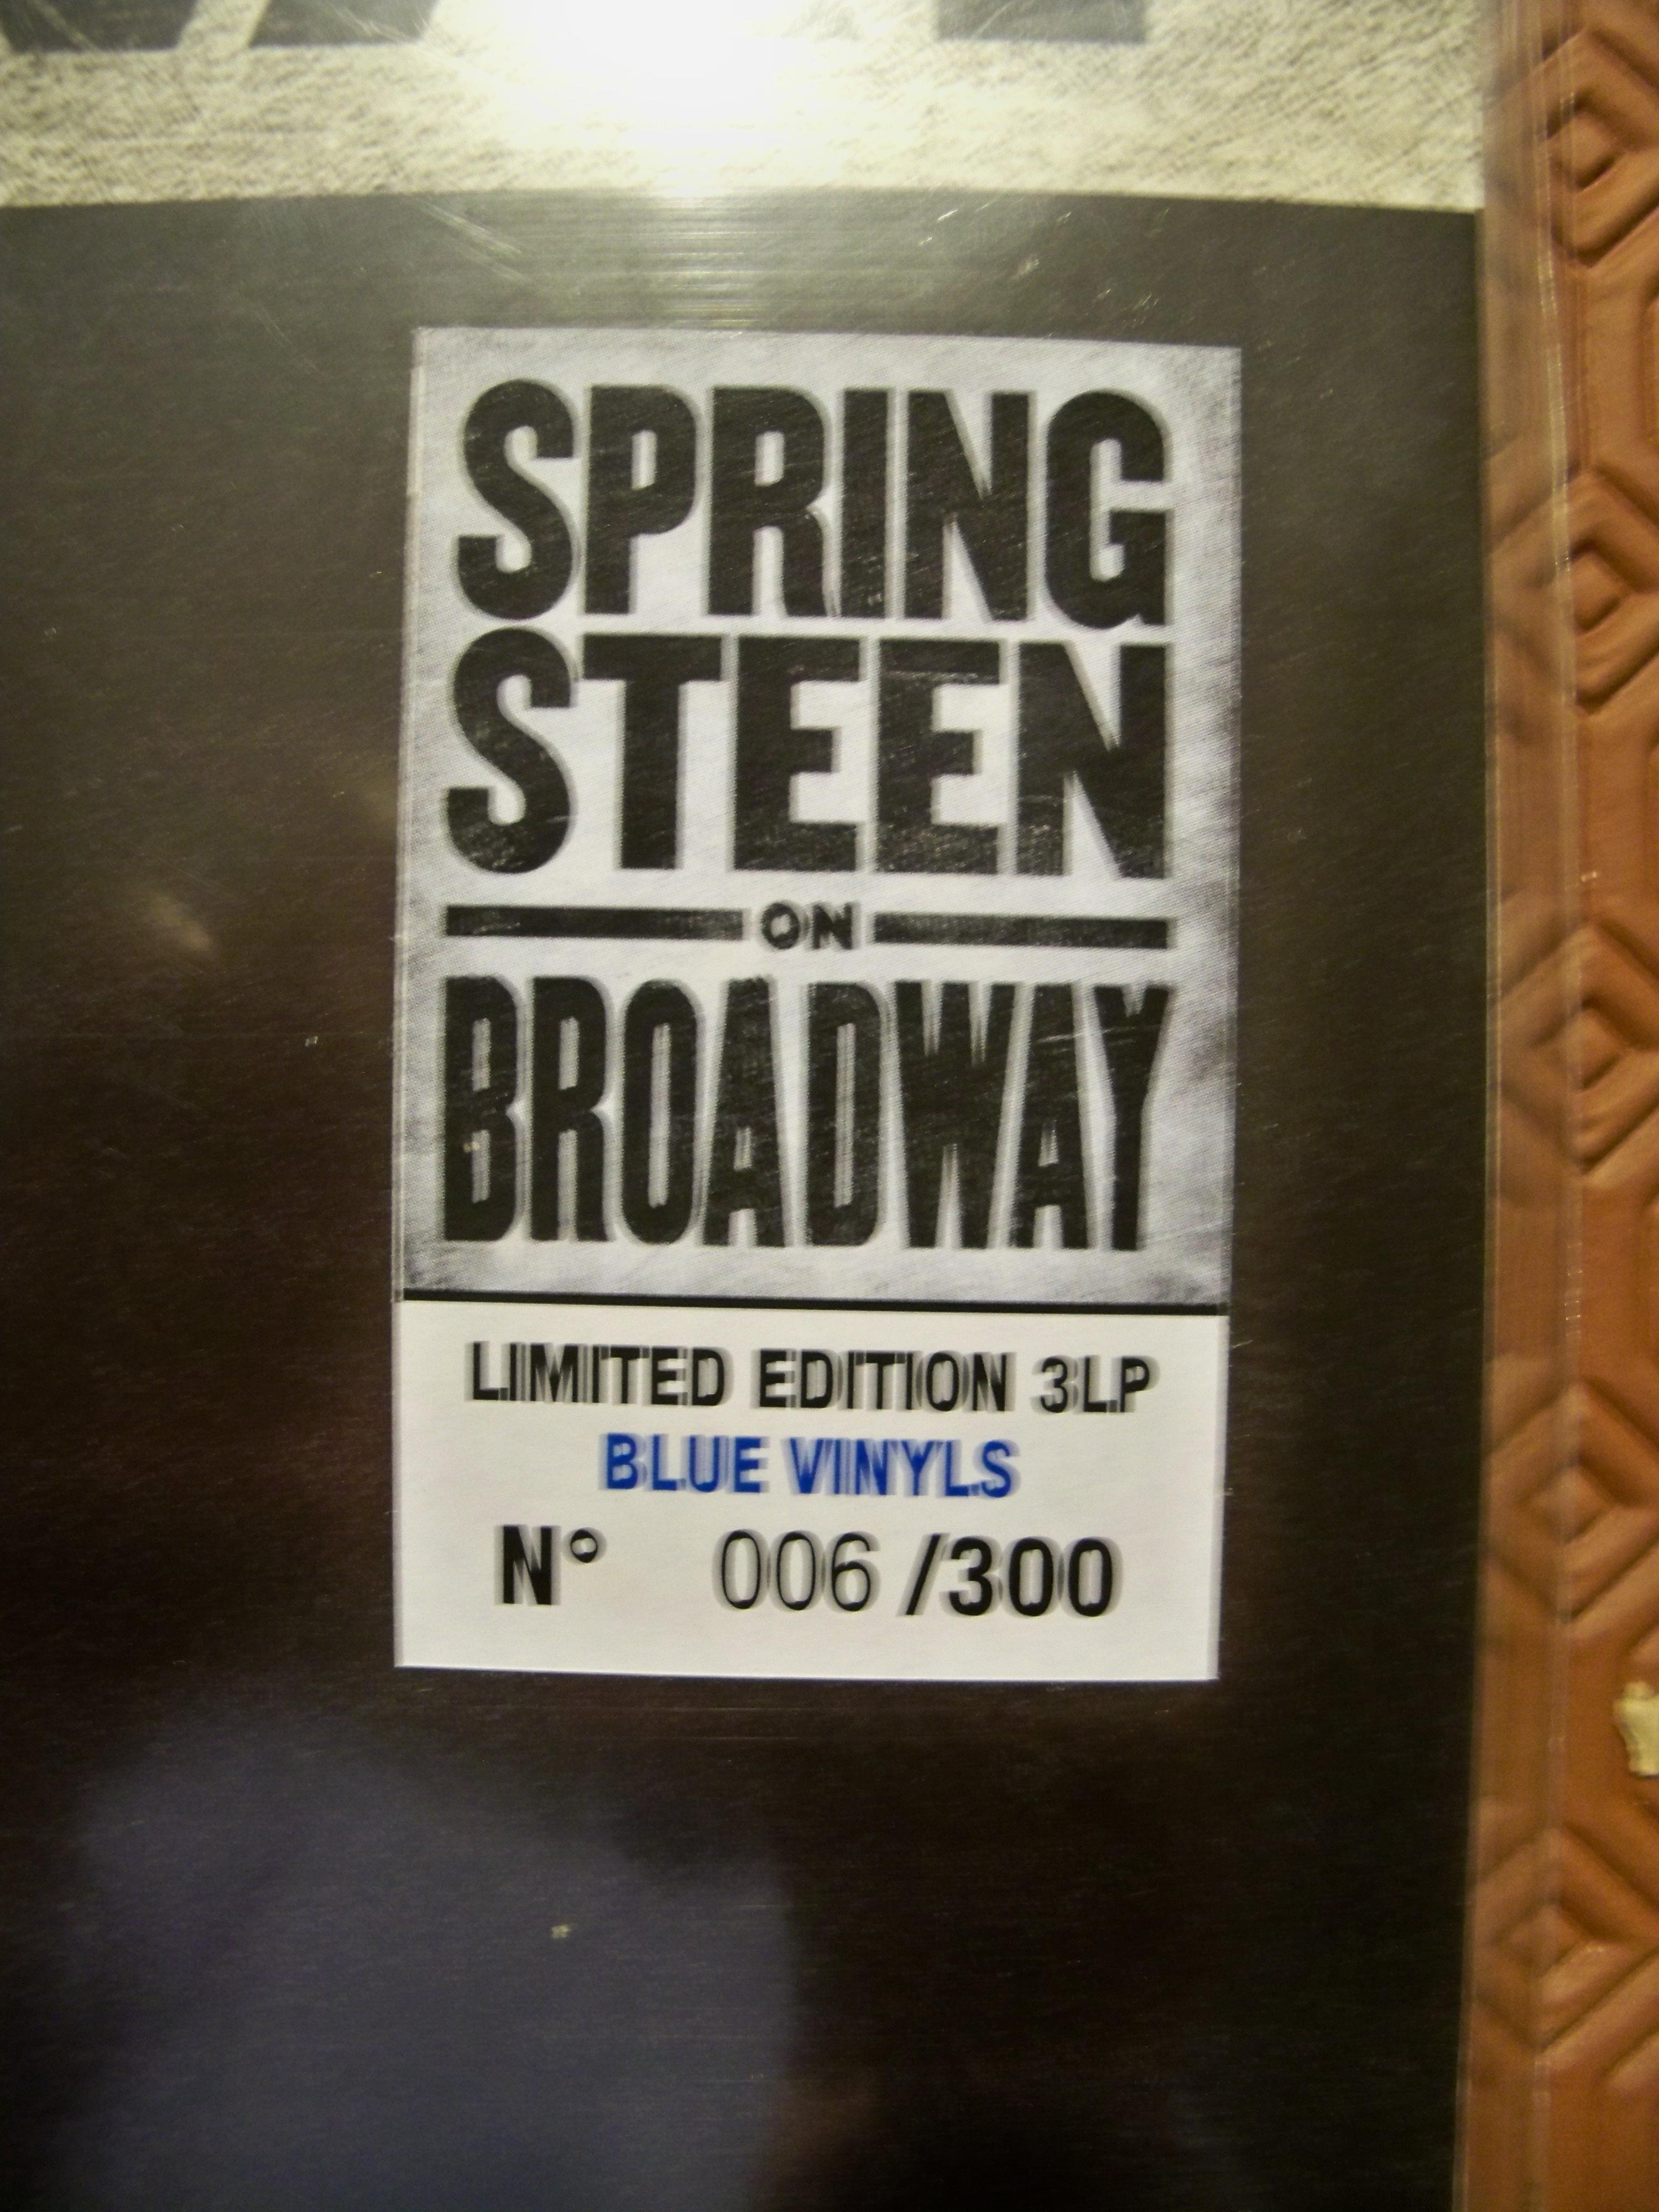 SPRING
STEEN
ON
BROADWAY
LIMITED EDITION 3LP
BLUE VINYLS
N° 006 /300